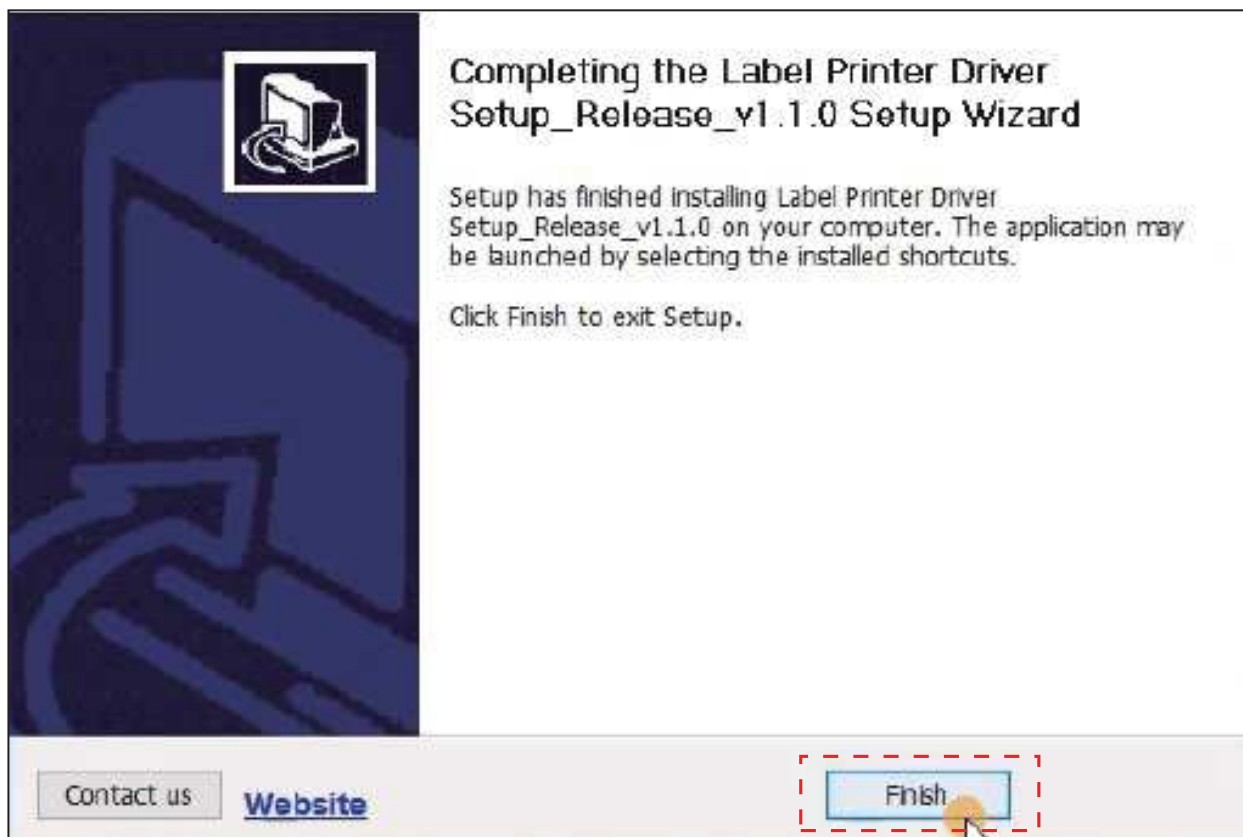 Completing the Label Printer Driver
Setup_Release_v1.1.0 Setup Wizard
Setup has finished installing Label Printer Driver
Setup_Release_v1.1.0 on your computer. The application may
be launched by selecting the installed shortcuts.
Click Finish to exit Setup.
Contact us
Website
Finish